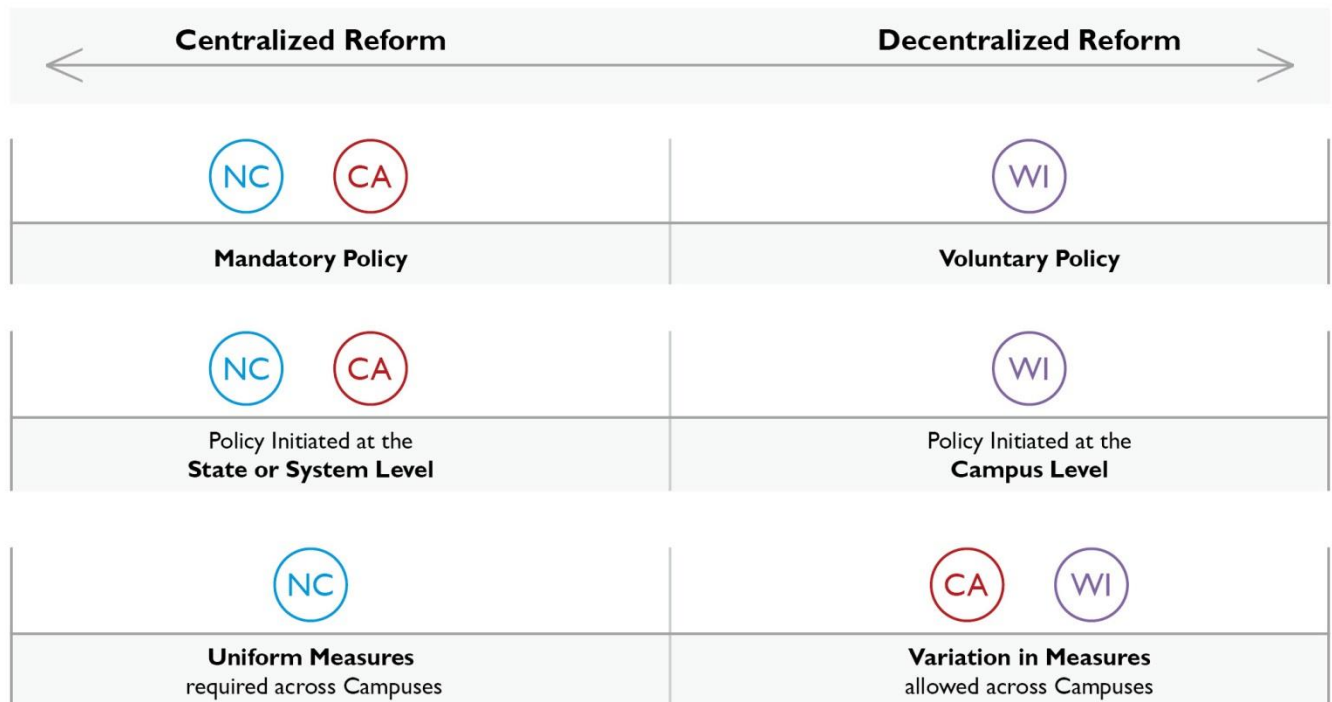 Centralized Reform
Decentralized Reform
NC CA
WI
Mandatory Policy
Voluntary Policy
NC CA
WI
Policy Initiated at the
State or System Level
Policy Initiated at the
Campus Level
NC
CA WI
Uniform Measures
required across Campuses
Variation in Measures
allowed across Campuses